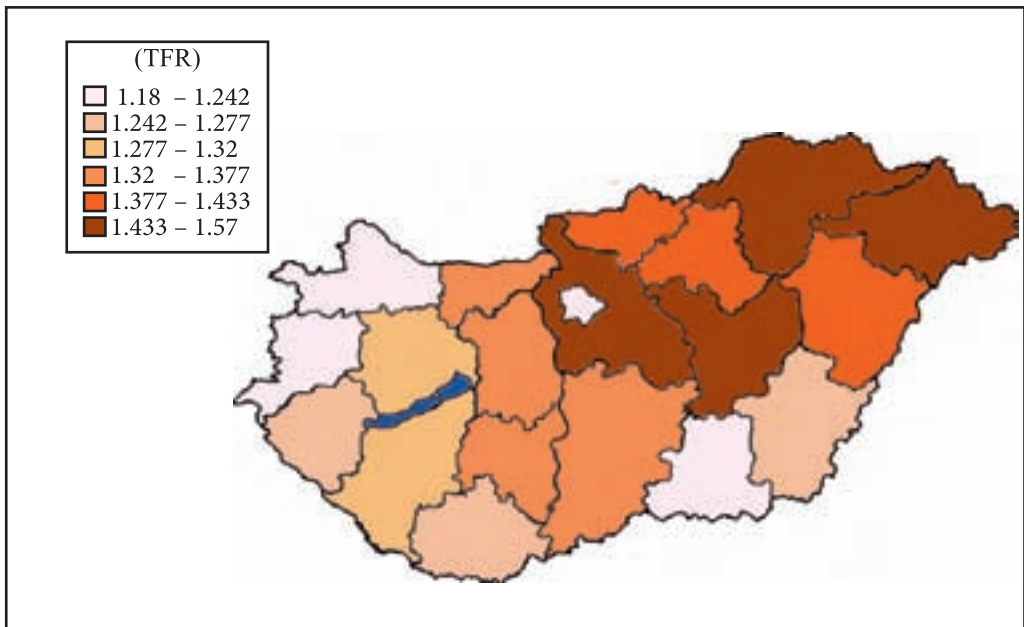 (TFR)
1.18 – 1.242
1.242 – 1.277
1.277 – 1.32
1.32 – 1.377
1.377 – 1.433
1.433 – 1.57